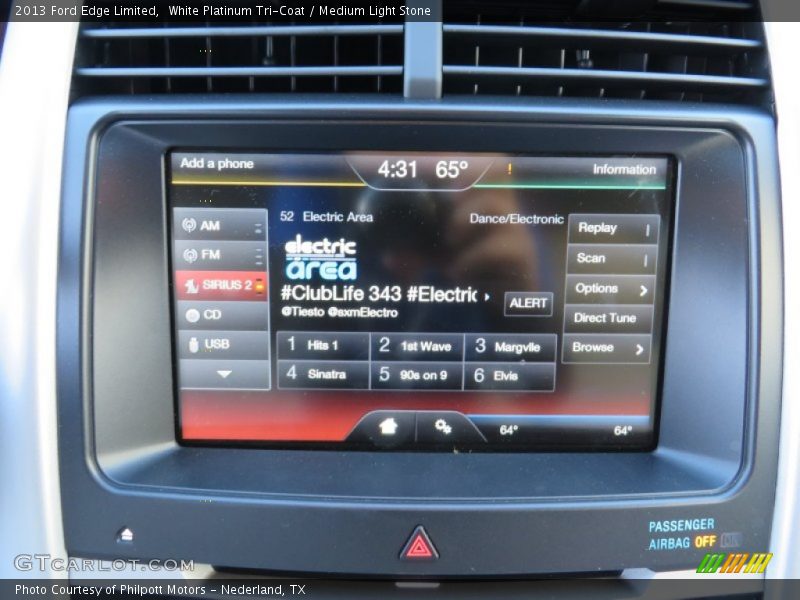 2013 Ford Edge Limited, White Platinum Tri-Coat / Medium Light Stone
Add a phone 4:31 65° ! Information
52 Electric Area Dance/Electronic
electric
area
#ClubLife 343 #Electric
@Tiesto @sxmElectro
ALERT
AM
FM
SIRIUS 2
CD
USB
Replay
Scan
Options
Direct Tune
Browse
1 Hits 1 2 1st Wave 3 Margvlle
4 Sinatra 5 90s on 9 6 Elvis
64° 64°
PASSENGER
AIRBAG OFF
GTCarLot.com
Photo Courtesy of Philpott Motors - Nederland, TX